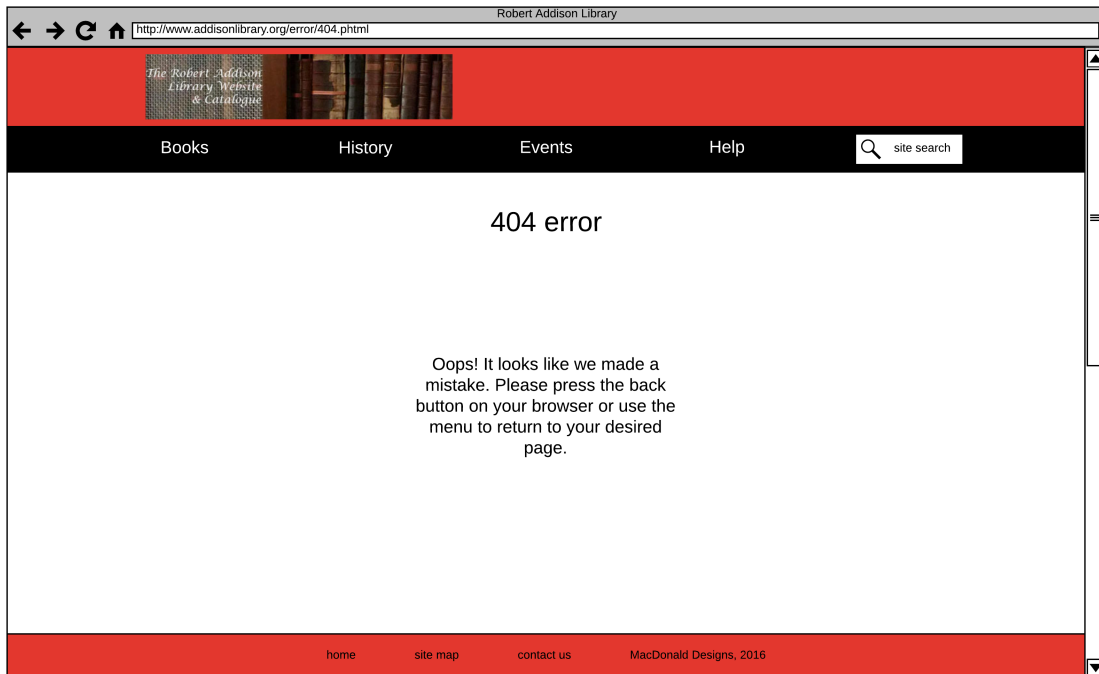 Robert Addison Library
http://www.addisonlibrary.org/error/404.phtml
The Robert Addison
Library Website
& Catalogue
Books History Events Help site search
404 error
Oops! It looks like we made a
mistake. Please press the back
button on your browser or use the
menu to return to your desired
page.
home site map contact us MacDonald Designs, 2016